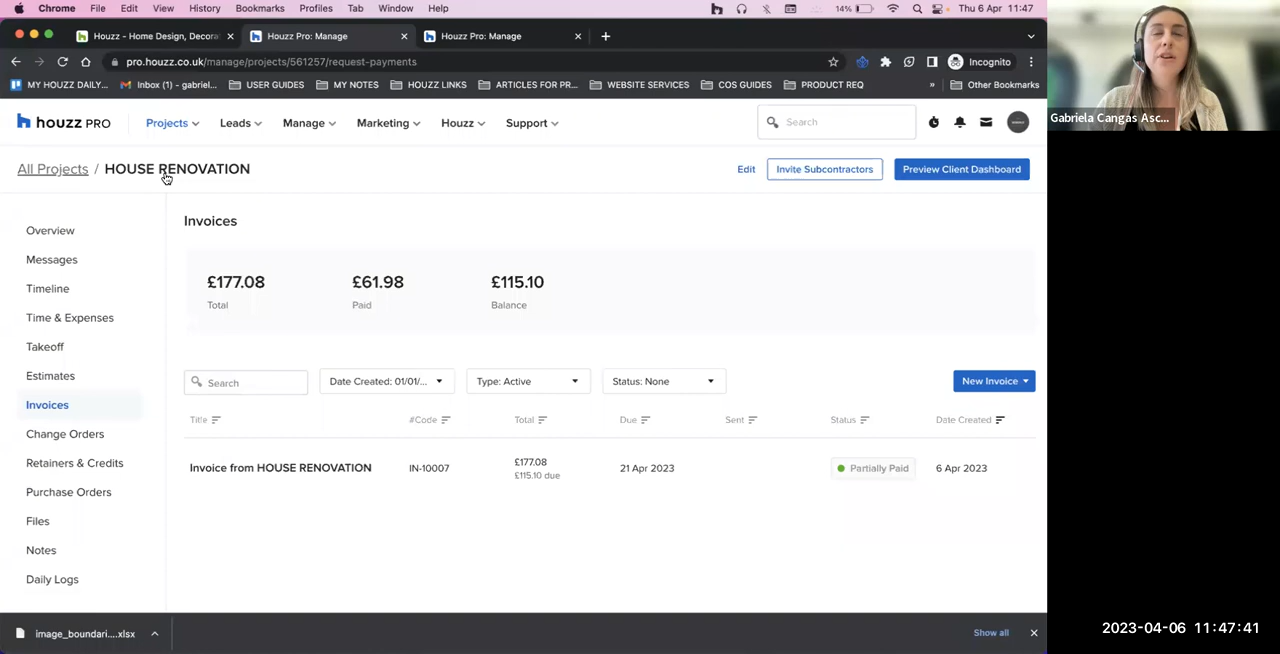 Chrome File Edit View History Bookmarks Profiles Tab Window Help 14% Thu 6 Apr 11:47
Houzz - Home Design, Decora Houzz Pro: Manage Houzz Pro: Manage
pro.houzz.co.uk/manage/projects/561257/request-payments Incognito
MY HOUZZ DAILY... Inbox (1) - gabriel... USER GUIDES MY NOTES HOUZZ LINKS ARTICLES FOR PR... WEBSITE SERVICES COS GUIDES PRODUCT REQ » Other Bookmarks
Gabriela Cangas Asc...
houzz PRO Projects Leads Manage Marketing Houzz Support Search
All Projects / HOUSE RENOVATION Edit Invite Subcontractors Preview Client Dashboard
Overview
Messages
Timeline
Time & Expenses
Takeoff
Estimates
Invoices
Change Orders
Retainers & Credits
Purchase Orders
Files
Notes
Daily Logs
Invoices
£177.08 £61.98 £115.10
Total Paid Balance
Search Date Created: 01/01/... Type: Active Status: None New Invoice
Title #Code Total Due Sent Status Date Created
Invoice from HOUSE RENOVATION IN-10007 £177.08 21 Apr 2023 Partially Paid 6 Apr 2023
£115.10 due
image_boundari....xlsx Show all
2023-04-06 11:47:41